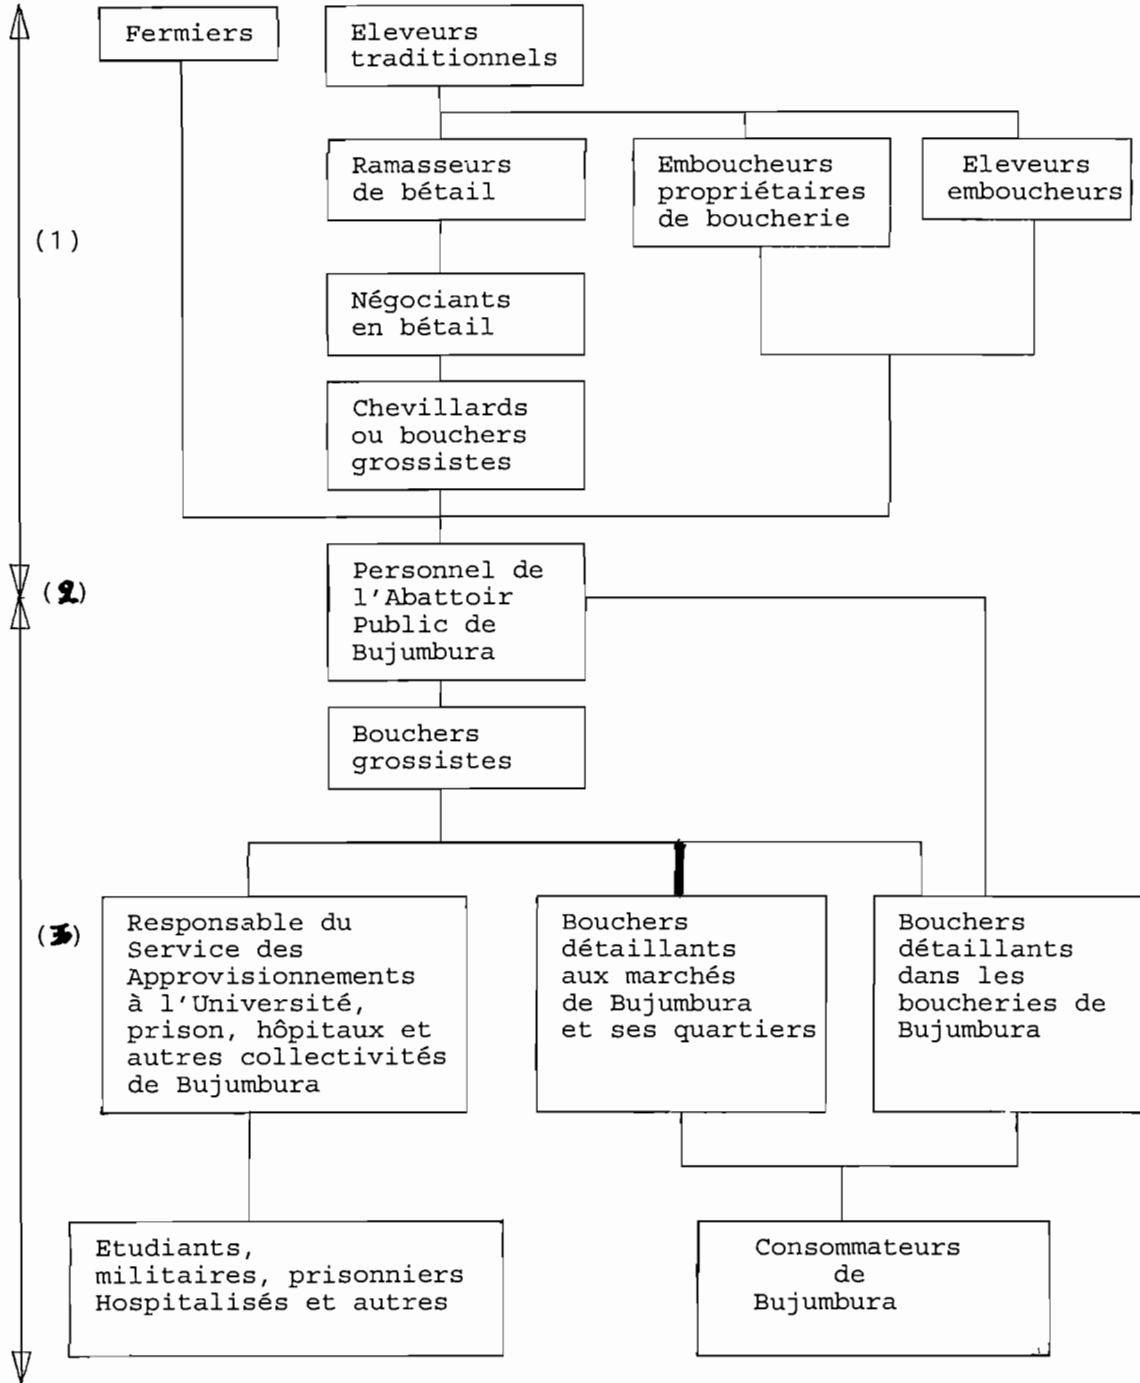 Fermiers
Eleveurs
traditionnels
Ramasseurs
de bétail
Emboucheurs
propriétaires
de boucherie
Eleveurs
emboucheurs
(1)
Négociants
en bétail
Chevillards
ou bouchers
grossistes
(2)
Personnel de
l'Abattoir
Public de
Bujumbura
Bouchers
grossistes
(3)
Responsable du
Service des
Approvisionnements
à l'Université,
prison, hôpitaux et
autres collectivités
de Bujumbura
Bouchers
détaillants
aux marchés
de Bujumbura
et ses quartiers
Bouchers
détaillants
dans les
boucheries de
Bujumbura
Etudiants,
militaires, prisonniers
Hospitalisés et autres
Consommateurs
de
Bujumbura